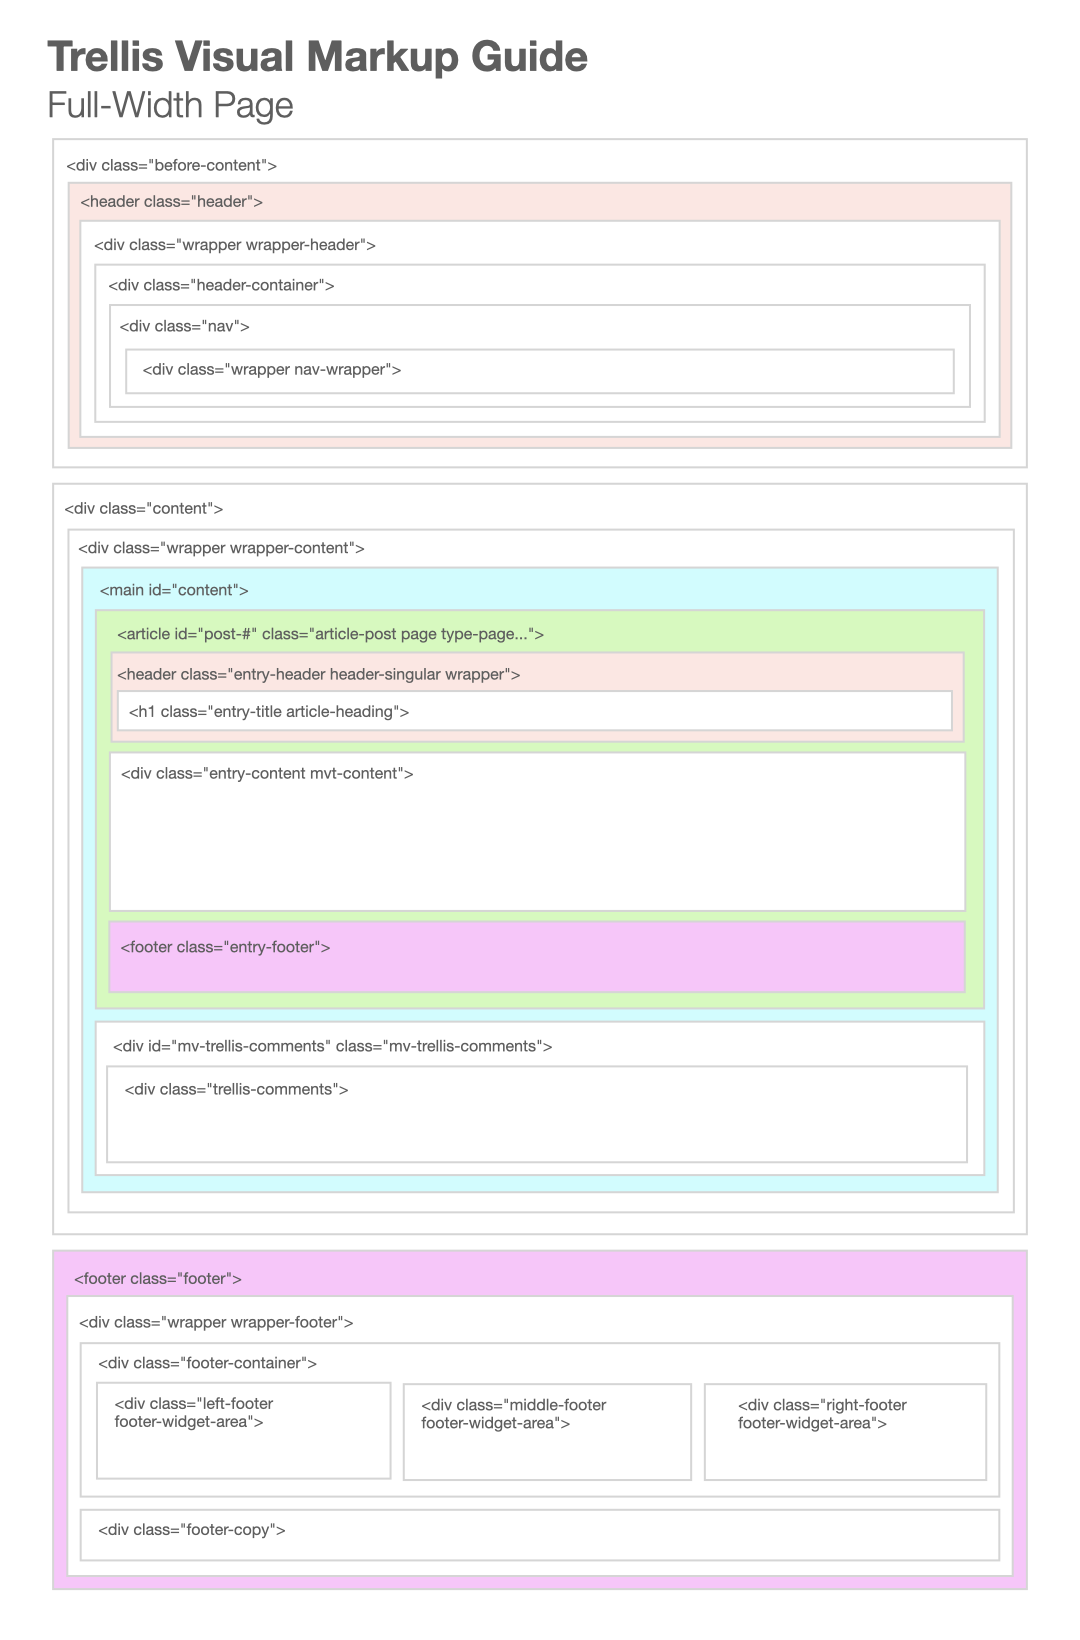 Trellis Visual Markup Guide
Full-Width Page
<div class="before-content">
<header class="header">
<div class="wrapper wrapper-header">
<div class="header-container">
<div class="nav">
<div class="wrapper nav-wrapper">
<div class="content">
<div class="wrapper wrapper-content">
<main id="content">
<article id="post-#" class="article-post page type-page...">
<header class="entry-header header-singular wrapper">
<h1 class="entry-title article-heading">
<div class="entry-content mvt-content">
<footer class="entry-footer">
<div id="mv-trellis-comments" class="mv-trellis-comments">
<div class="trellis-comments">
<footer class="footer">
<div class="wrapper wrapper-footer">
<div class="footer-container">
<div class="left-footer
footer-widget-area">
<div class="middle-footer
footer-widget-area">
<div class="right-footer
footer-widget-area">
<div class="footer-copy">